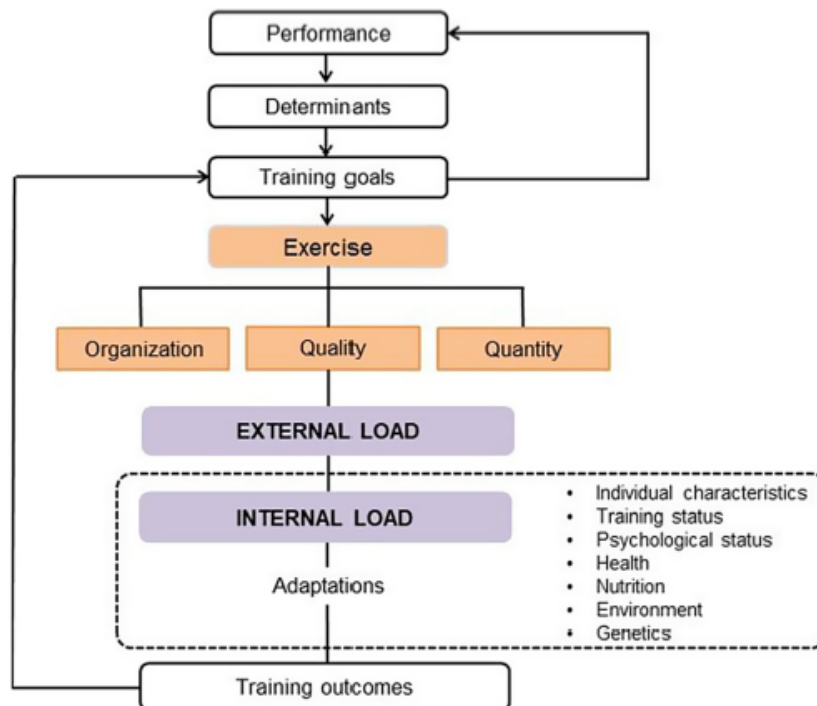 Performance
Determinants
Training goals
Exercise
Organization
Quality
Quantity
EXTERNAL LOAD
INTERNAL LOAD
Adaptations
• Individual characteristics
• Training status
• Psychological status
• Health
• Nutrition
• Environment
• Genetics
Training outcomes